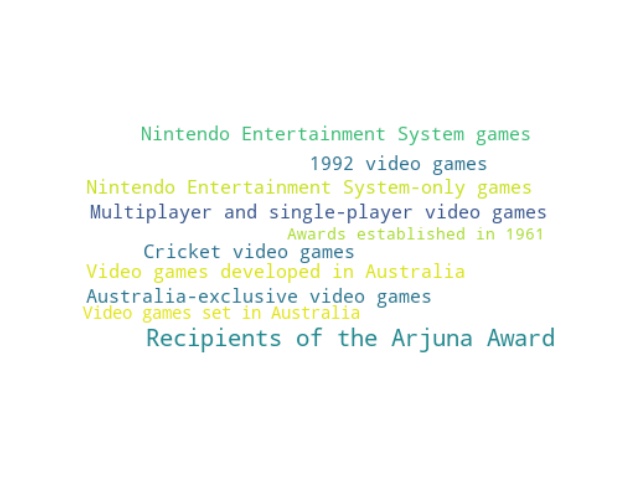 Nintendo Entertainment System games
1992 video games
Nintendo Entertainment System-only games
Multiplayer and single-player video games
Awards established in 1961
Cricket video games
Video games developed in Australia
Australia-exclusive video games
Video games set in Australia
Recipients of the Arjuna Award